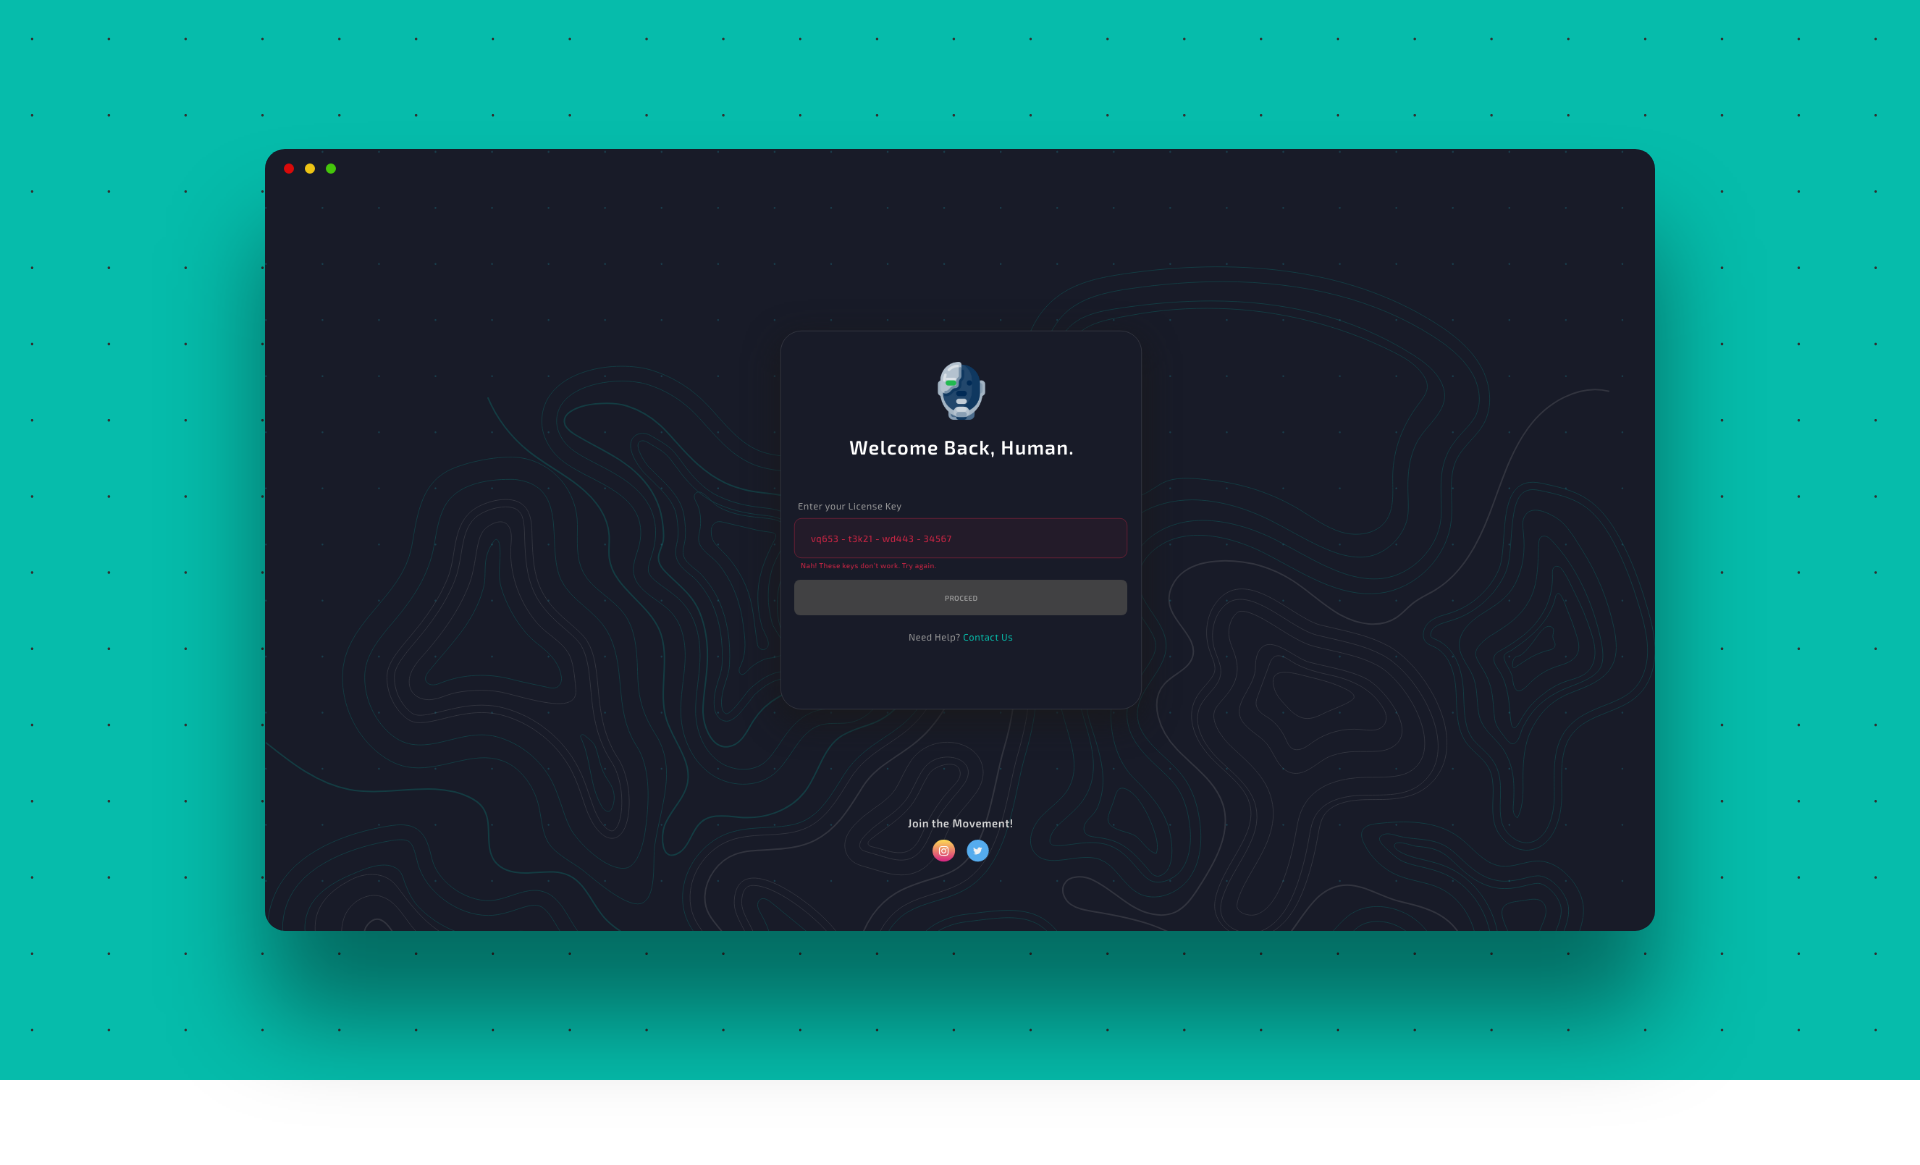 Welcome Back, Human.
Enter your License Key
vq653 - t3k21 - wd443 - 34567
Nah! These keys don't work. Try again.
PROCEED
Need Help? Contact Us
Join the Movement!